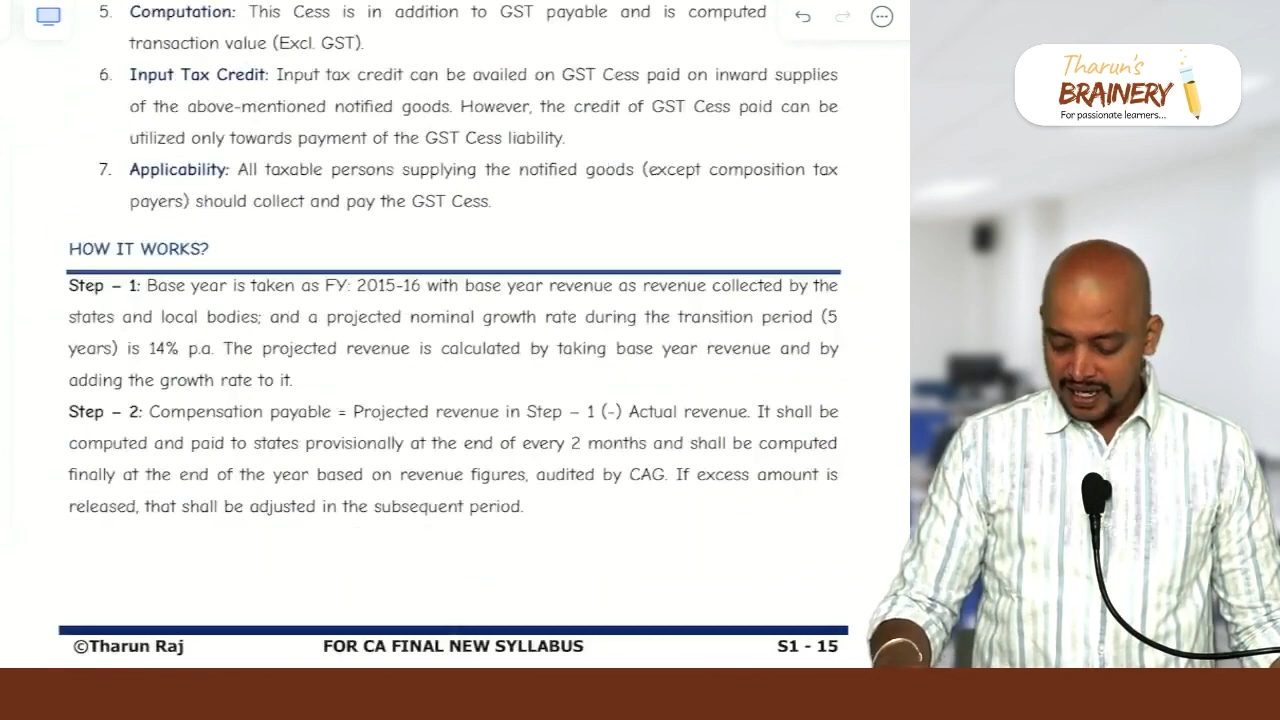 5. Computation: This Cess is in addition to GST payable and is computed
transaction value (Excl. GST).
6. Input Tax Credit: Input tax credit can be availed on GST Cess paid on inward supplies
of the above-mentioned notified goods. However, the credit of GST Cess paid can be
utilized only towards payment of the GST Cess liability.
7. Applicability: All taxable persons supplying the notified goods (except composition tax
payers) should collect and pay the GST Cess.
HOW IT WORKS?
Step – 1: Base year is taken as FY: 2015-16 with base year revenue as revenue collected by the
states and local bodies; and a projected nominal growth rate during the transition period (5
years) is 14% p.a. The projected revenue is calculated by taking base year revenue and by
adding the growth rate to it.
Step – 2: Compensation payable = Projected revenue in Step – 1 (-) Actual revenue. It shall be
computed and paid to states provisionally at the end of every 2 months and shall be computed
finally at the end of the year based on revenue figures, audited by CAG. If excess amount is
released, that shall be adjusted in the subsequent period.
©Tharun Raj FOR CA FINAL NEW SYLLABUS S1 - 15
Tharun's
BRAINERY
For passionate learners...